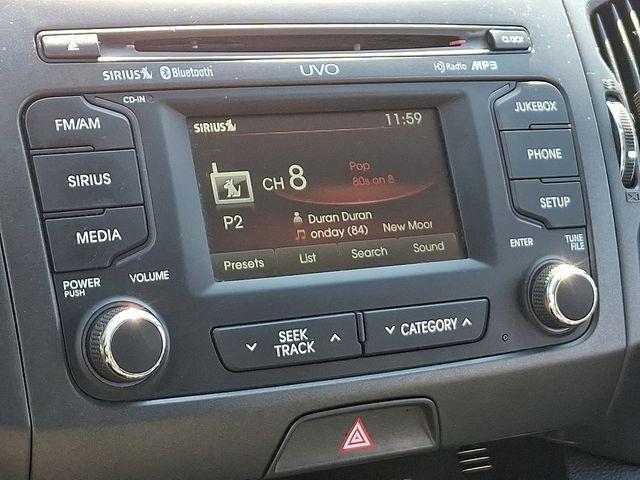 CLOCK
SIRIUS Bluetooth UVO HD Radio MP3
CD-IN
FM/AM
SIRIUS
MEDIA
POWER
PUSH
VOLUME
SIRIUS 11:59
CH 8
Pop
80s on 8
P2
Duran Duran
onday (84) New Moor
Presets List Search Sound
JUKEBOX
PHONE
SETUP
ENTER
TUNE
FILE
SEEK
TRACK
CATEGORY